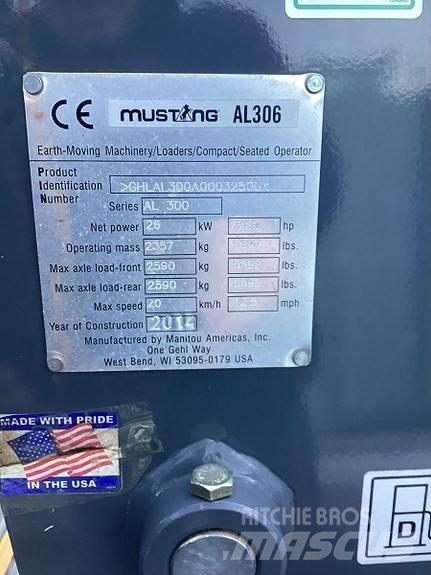 CE MUSTANG AL306
Earth-Moving Machinery/Loaders/Compact/Seated Operator
Product
Identification
Number
Series AL 300
Net power 26 kW hp
Operating mass 2357 kg lbs.
Max axle load-front 2590 kg lbs.
Max axle load-rear 2590 kg lbs.
Max speed 20 km/h 12.5 mph
Year of Construction 2014
Manufactured by Manitou Americas, Inc.
One Gehl Way
West Bend, WI 53095-0179 USA
MADE WITH PRIDE
IN THE USA
RITCHIE BROS.
MASCUS